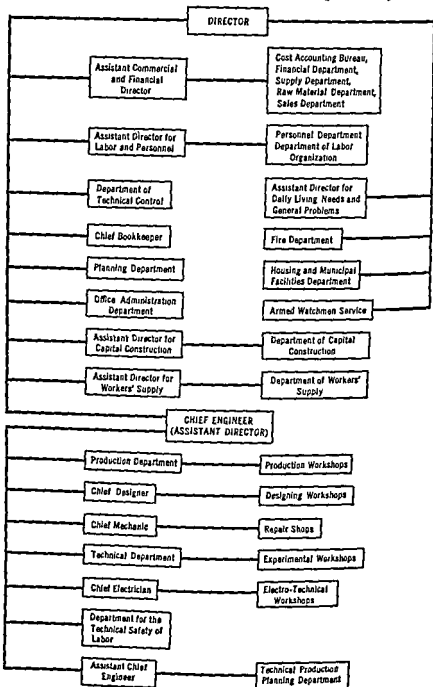 DIRECTOR
Assistant Commercial
and Financial
Director
Cost Accounting Bureau,
Financial Department,
Supply Department,
Raw Material Department,
Sales Department
Assistant Director for
Labor and Personnel
Personnel Department
Department of Labor
Organization
Department of
Technical Control
Assistant Director for
Daily Living Needs and
General Problems
Chief Bookkeeper
Fire Department
Planning Department
Housing and Municipal
Facilities Department
Office Administration
Department
Armed Watchmen Service
Assistant Director for
Capital Construction
Department of Capital
Construction
Assistant Director for
Workers' Supply
Department of Workers'
Supply
CHIEF ENGINEER
(ASSISTANT DIRECTOR)
Production Department
Production Workshops
Chief Designer
Designing Workshops
Chief Mechanic
Repair Shops
Technical Department
Experimental Workshops
Chief Electrician
Electro-Technical
Workshops
Department for the
Technical Safety of
Labor
Assistant Chief
Engineer
Technical Production
Planning Department